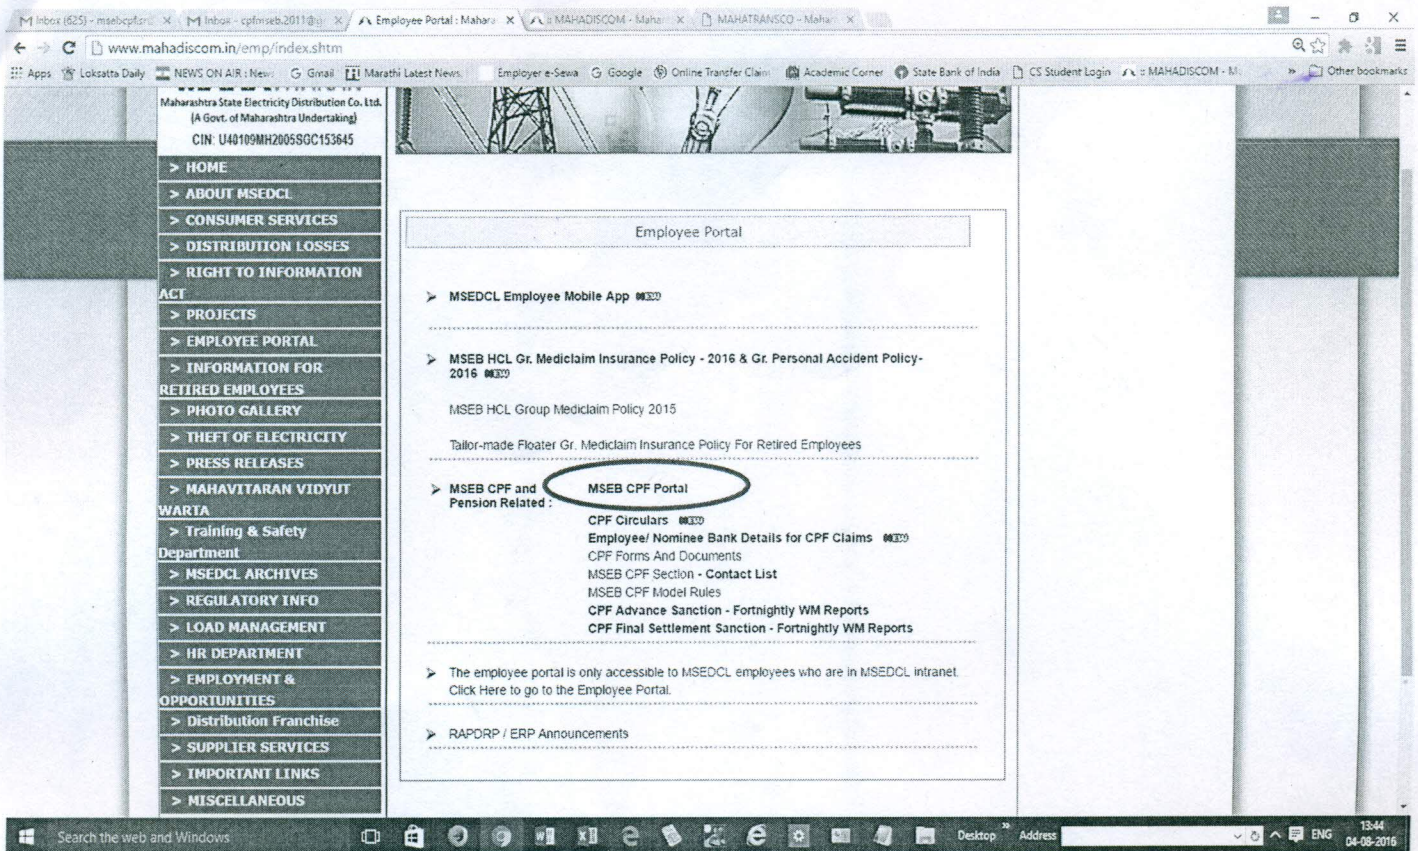 Inbox (625) - msebcpfsr
Inbox - cpfmseb.2011@
Employee Portal : Mahara
:: MAHADISCOM - Mahar
MAHATRANSCO - Mahar
www.mahadiscom.in/emp/index.shtm
Apps Loksatta Daily NEWS ON AIR : New Gmail Marathi Latest News. Employer e-Sewa Google Online Transfer Claim Academic Corner State Bank of India CS Student Login :: MAHADISCOM - M » Other bookmarks
Maharashtra State Electricity Distribution Co. Ltd.
(A Govt. of Maharashtra Undertaking)
CIN: U40109MH2005SGC153645
> HOME
> ABOUT MSEDCL
> CONSUMER SERVICES
> DISTRIBUTION LOSSES
> RIGHT TO INFORMATION
ACT
> PROJECTS
> EMPLOYEE PORTAL
> INFORMATION FOR
RETIRED EMPLOYEES
> PHOTO GALLERY
> THEFT OF ELECTRICITY
> PRESS RELEASES
> MAHAVITARAN VIDYUT
WARTA
> Training & Safety
Department
> MSEDCL ARCHIVES
> REGULATORY INFO
> LOAD MANAGEMENT
> HR DEPARTMENT
> EMPLOYMENT &
OPPORTUNITIES
> Distribution Franchise
> SUPPLIER SERVICES
> IMPORTANT LINKS
> MISCELLANEOUS
Employee Portal
MSEDCL Employee Mobile App
MSEB HCL Gr. Mediclaim Insurance Policy - 2016 & Gr. Personal Accident Policy-
2016
MSEB HCL Group Mediclaim Policy 2015
Tailor-made Floater Gr. Mediclaim Insurance Policy For Retired Employees
MSEB CPF and
Pension Related :
MSEB CPF Portal
CPF Circulars
Employee/ Nominee Bank Details for CPF Claims
CPF Forms And Documents
MSEB CPF Section - Contact List
MSEB CPF Model Rules
CPF Advance Sanction - Fortnightly WM Reports
CPF Final Settlement Sanction - Fortnightly WM Reports
The employee portal is only accessible to MSEDCL employees who are in MSEDCL intranet.
Click Here to go to the Employee Portal.
RAPDRP / ERP Announcements
Search the web and Windows
Desktop » Address
ENG
13:44
04-08-2016